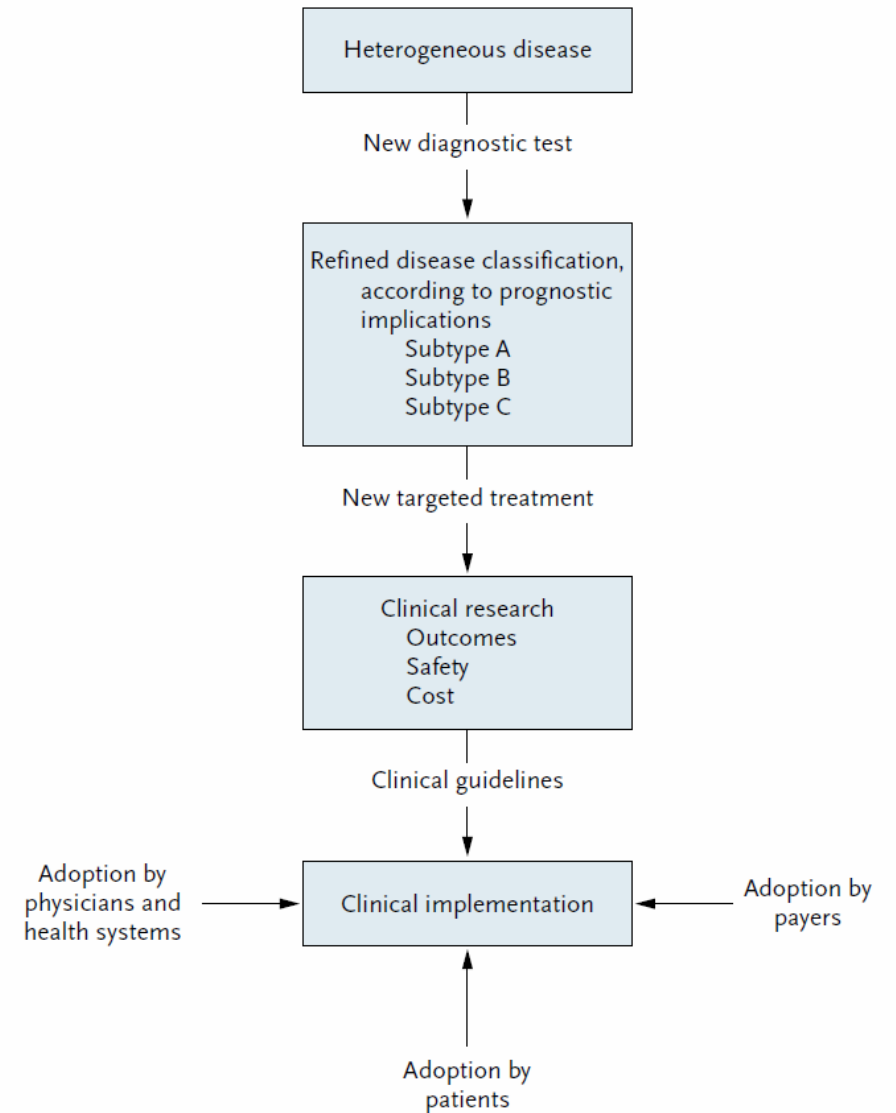 Heterogeneous disease
New diagnostic test
Refined disease classification,
according to prognostic
implications
Subtype A
Subtype B
Subtype C
New targeted treatment
Clinical research
Outcomes
Safety
Cost
Clinical guidelines
Adoption by
physicians and
health systems
Clinical implementation
Adoption by
payers
Adoption by
patients